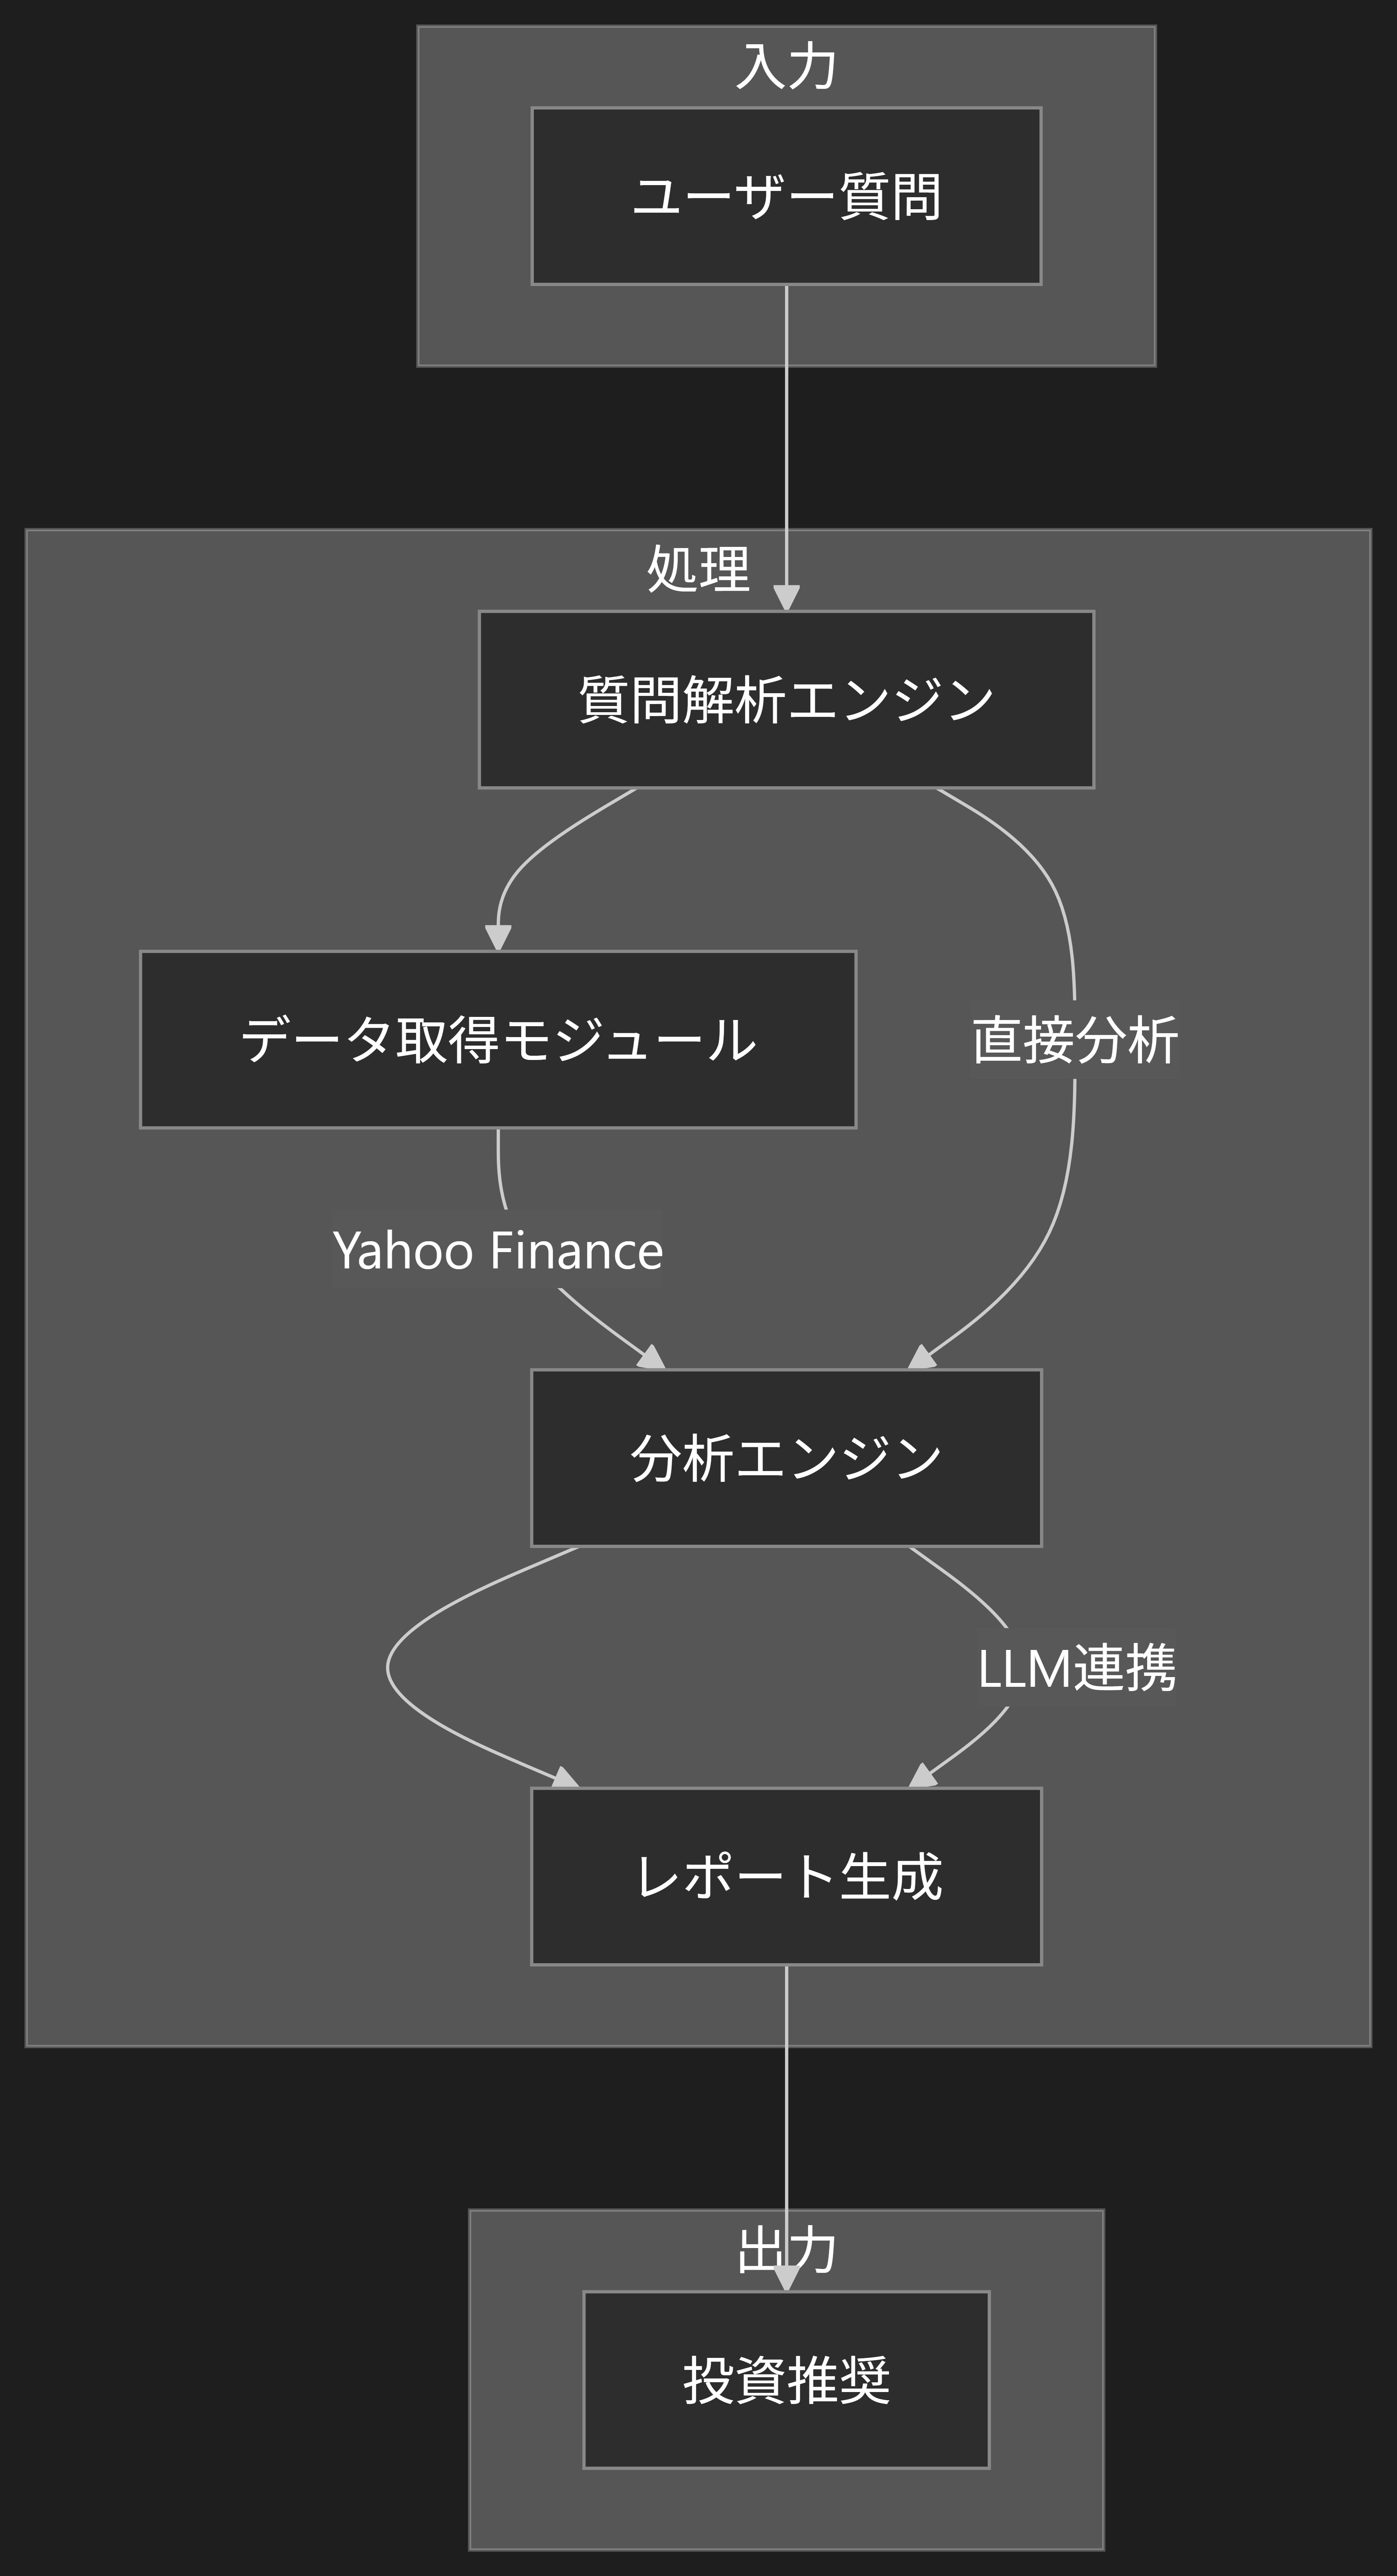 入力
ユーザー質問
処理
質問解析エンジン
データ取得モジュール
直接分析
Yahoo Finance
分析エンジン
LLM連携
レポート生成
出力
投資推奨